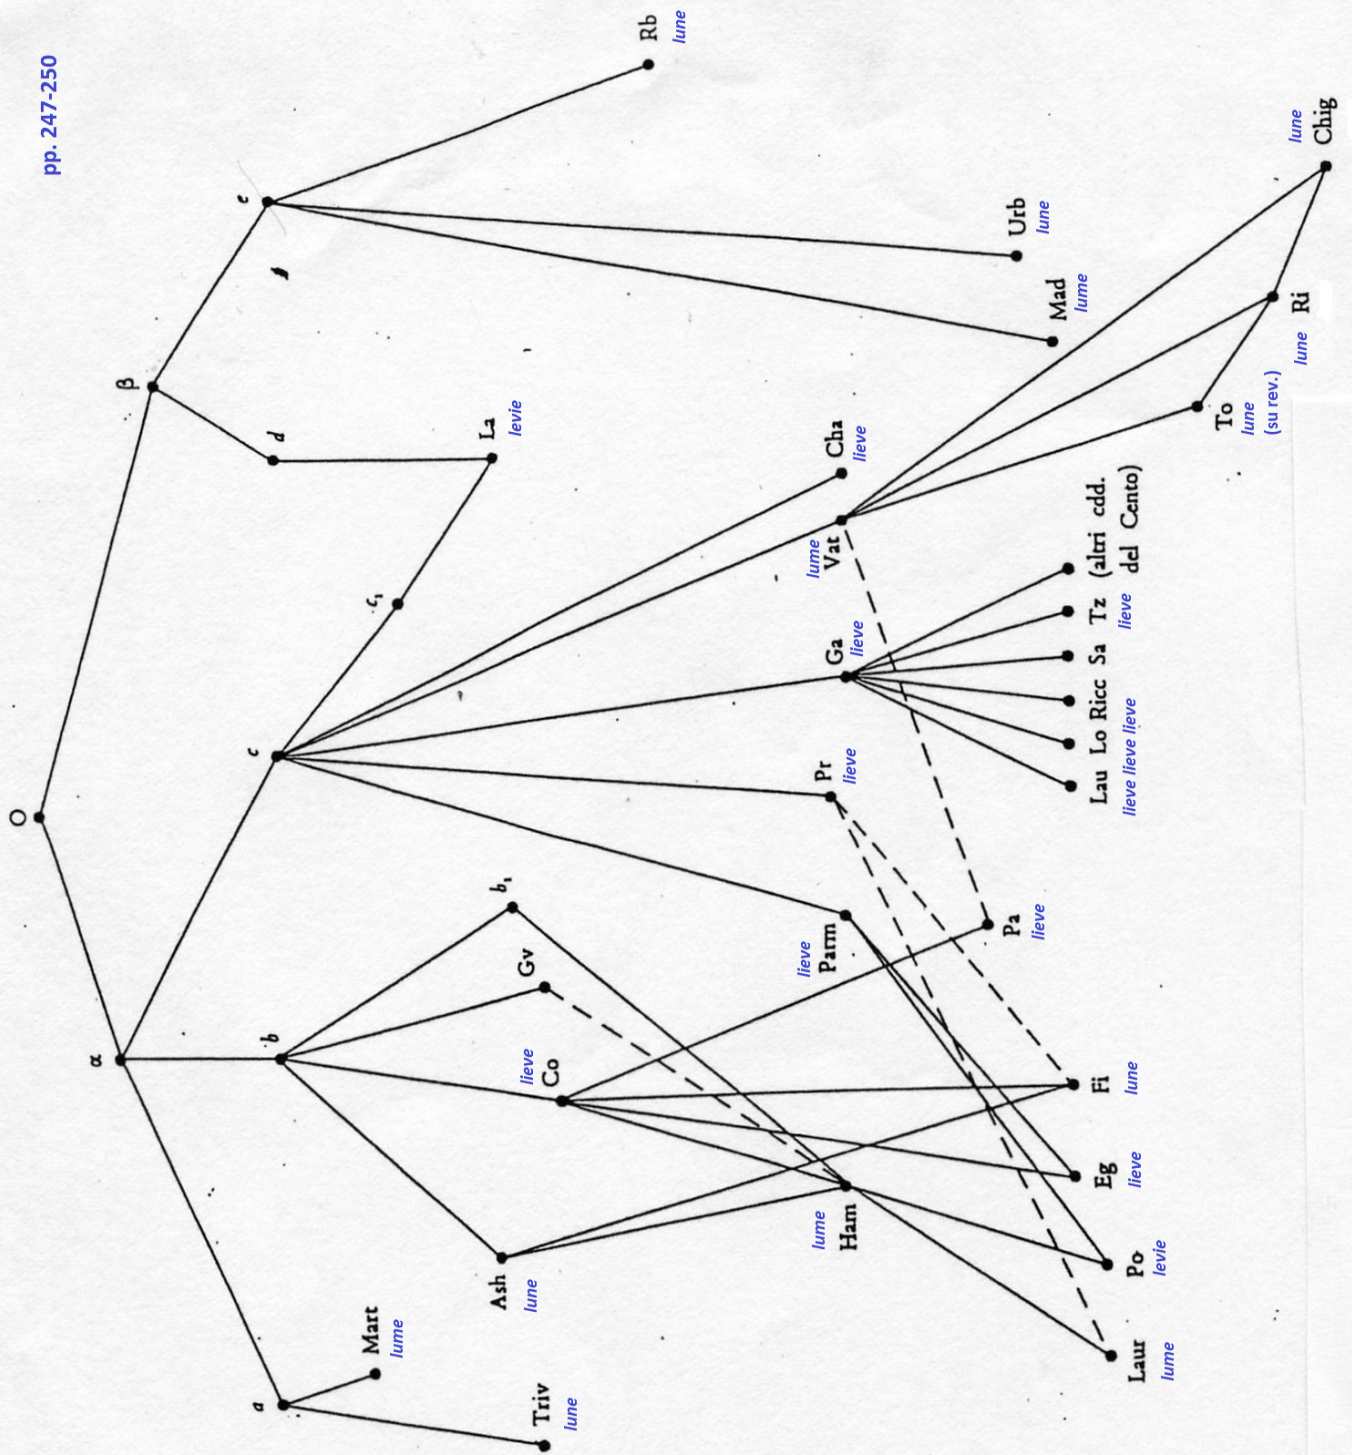 pp. 247-250
O
α
β
a
b
c
d
e
c₁
b₁
Mart
lume
Triv
lune
Ash
lune
lieve
Co
Gv
La
levie
Rb
lune
lume
Ham
lieve
Parm
Pr
lieve
Ga
lieve
lume
Vat
Cha
lieve
Laur
lume
Po
levie
Eg
lieve
Fi
lune
Pa
lieve
Lau Lo Ricc Sa Tz (altri cdd.
del Cento)
lieve lieve lieve lieve
Mad
lume
Urb
lune
To
lune
(su rev.)
Ri
lune
lune
Chig